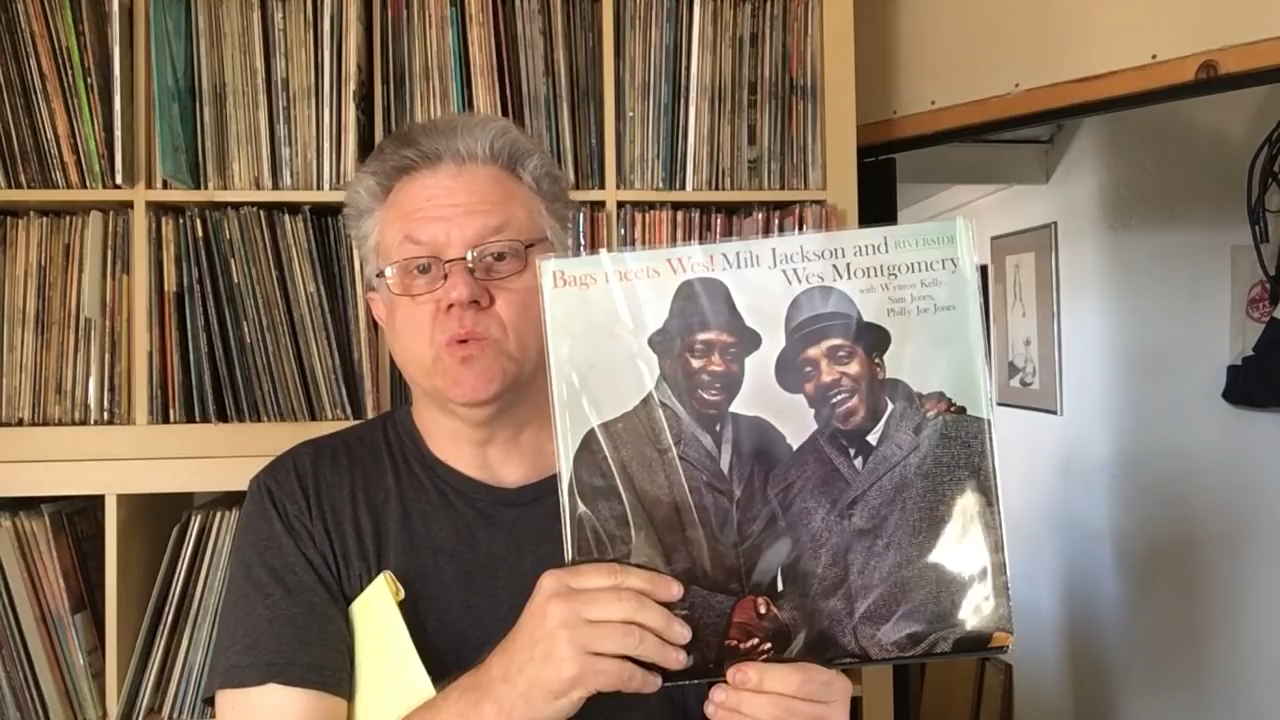 Bags meets Wes! Milt Jackson and RIVERSIDE
Wes Montgomery
with Wynton Kelly,
Sam Jones,
Philly Joe Jones